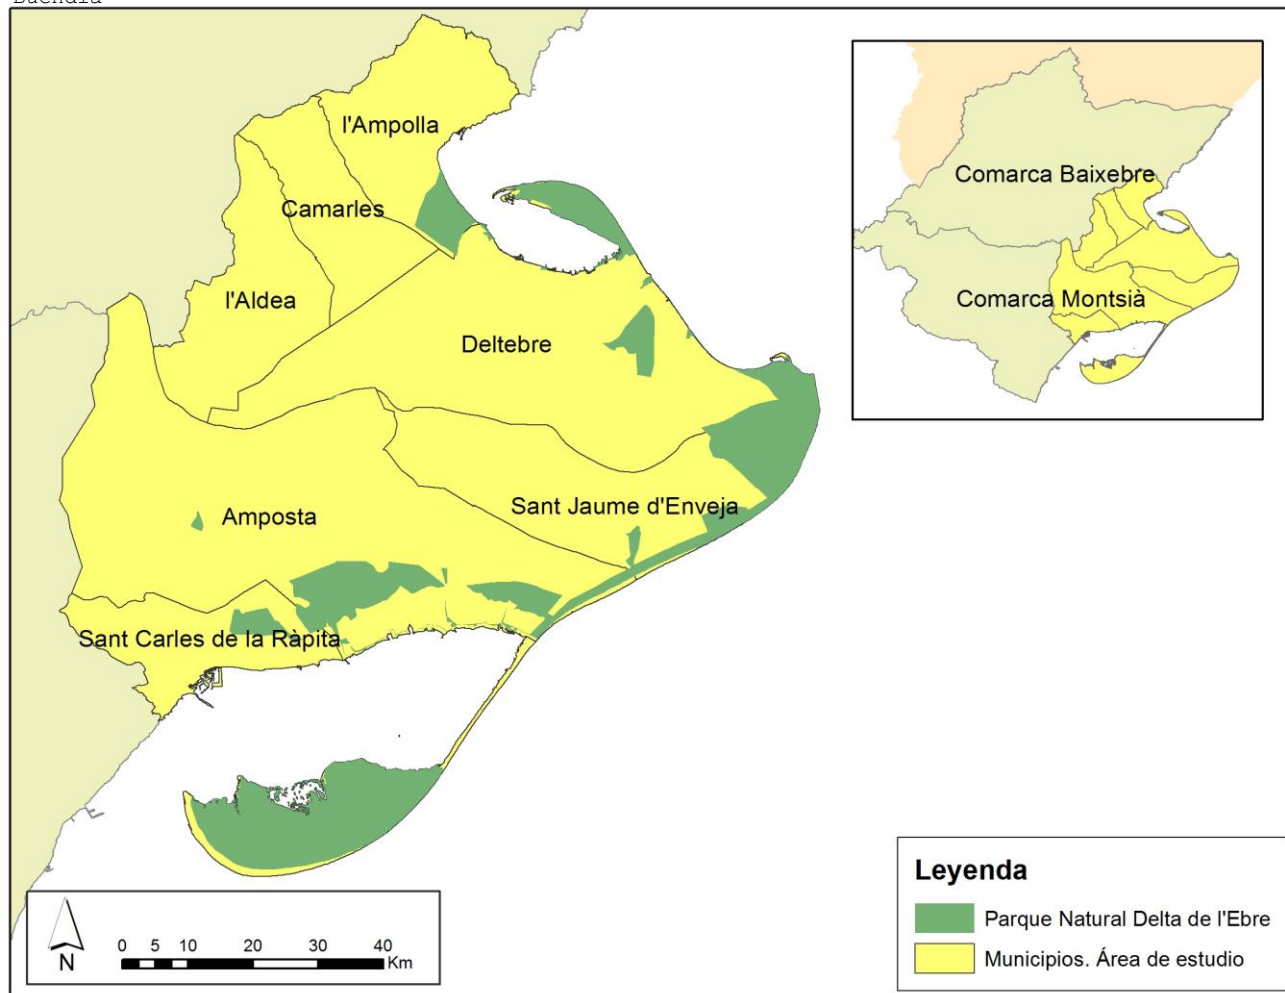 Buendía
l'Ampolla
Camarles
l'Aldea
Deltebre
Amposta
Sant Jaume d'Enveja
Sant Carles de la Ràpita
Comarca Baixebre
Comarca Montsià
Leyenda
Parque Natural Delta de l'Ebre
Municipios. Área de estudio
N
0 5 10 20 30 40
Km